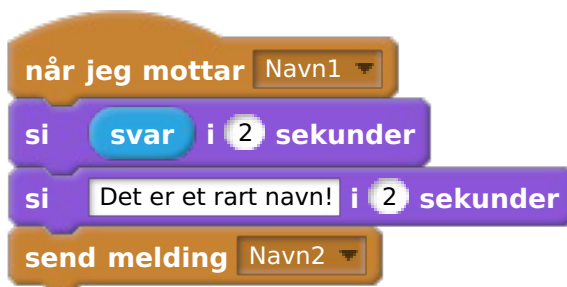 når jeg mottar Navn1
si svar i 2 sekunder
si Det er et rart navn! i 2 sekunder
send melding Navn2